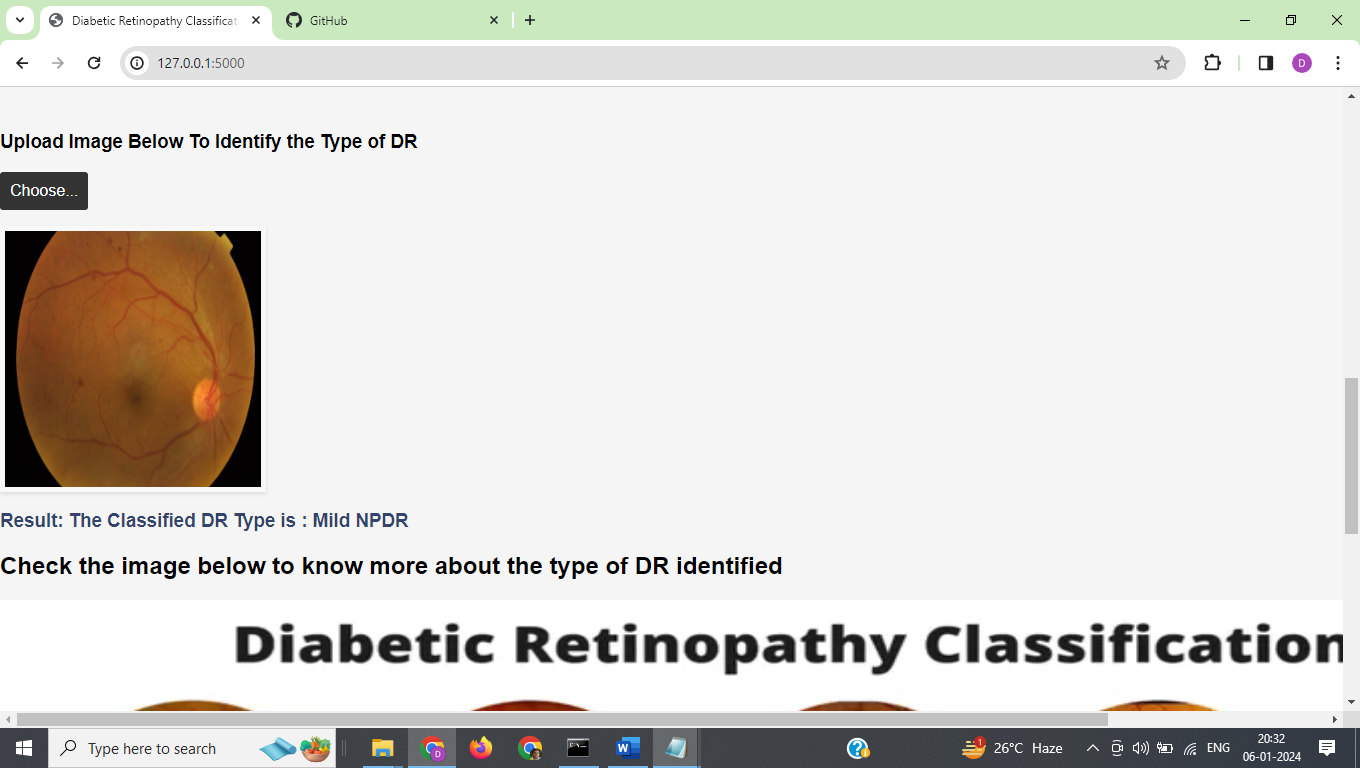 Diabetic Retinopathy Classificat
GitHub
127.0.0.1:5000
D
Upload Image Below To Identify the Type of DR
Choose...
Result: The Classified DR Type is : Mild NPDR
Check the image below to know more about the type of DR identified
Diabetic Retinopathy Classification
Type here to search
D
W
1
26°C Haze
ENG
20:32
06-01-2024